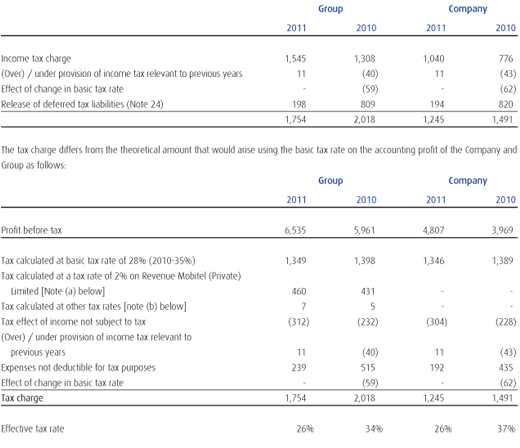 Group Company
2011 2010 2011 2010
Income tax charge 1,545 1,308 1,040 776
(Over) / under provision of income tax relevant to previous years 11 (40) 11 (43)
Effect of change in basic tax rate - (59) - (62)
Release of deferred tax liabilities (Note 24) 198 809 194 820
1,754 2,018 1,245 1,491
The tax charge differs from the theoretical amount that would arise using the basic tax rate on the accounting profit of the Company and
Group as follows:
Group Company
2011 2010 2011 2010
Profit before tax 6,535 5,961 4,807 3,969
Tax calculated at basic tax rate of 28% (2010-35%) 1,349 1,398 1,346 1,389
Tax calculated at a tax rate of 2% on Revenue Mobitel (Private)
Limited [Note (a) below] 460 431 - -
Tax calculated at other tax rates [note (b) below] 7 5 - -
Tax effect of income not subject to tax (312) (232) (304) (228)
(Over) / under provision of income tax relevant to
previous years 11 (40) 11 (43)
Expenses not deductible for tax purposes 239 515 192 435
Effect of change in basic tax rate - (59) - (62)
Tax charge 1,754 2,018 1,245 1,491
Effective tax rate 26% 34% 26% 37%